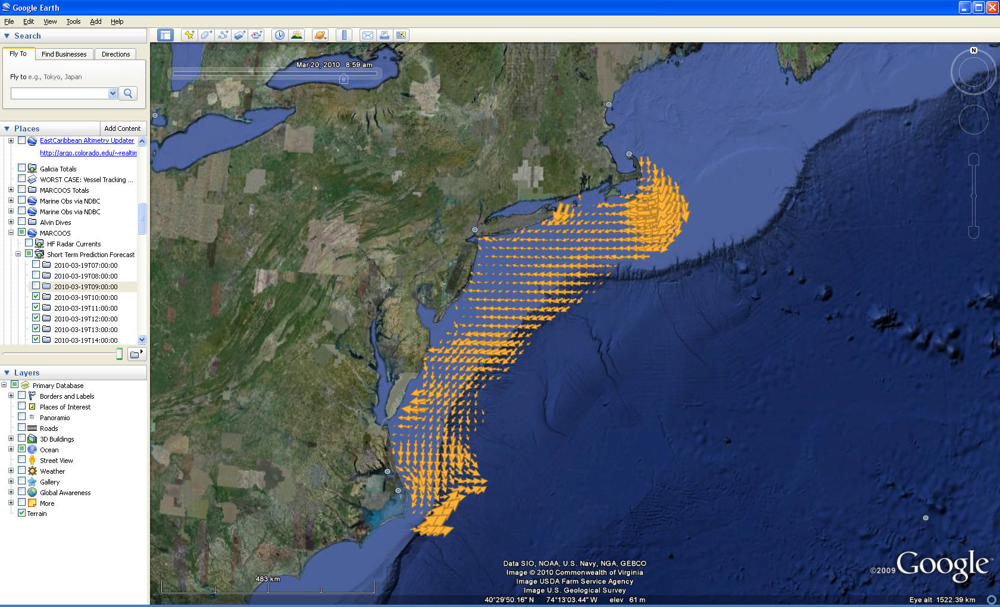 Google Earth
File Edit View Tools Add Help
Search
Fly To Find Businesses Directions
Fly to e.g., Tokyo, Japan
Places Add Content
EastCaribbean Altimetry Updater
http://argo.colorado.edu/~realtim
Galicia Totals
WORST CASE: Vessel Tracking ...
MARCOOS Totals
Marine Obs via NDBC
Marine Obs via NDBC
Alvin Dives
MARCOOS
HF Radar Currents
Short Term Prediction Forecast
2010-03-19T07:00:00
2010-03-19T08:00:00
2010-03-19T09:00:00
2010-03-19T10:00:00
2010-03-19T11:00:00
2010-03-19T12:00:00
2010-03-19T13:00:00
2010-03-19T14:00:00
Layers
Primary Database
Borders and Labels
Places of Interest
Panoramio
Roads
3D Buildings
Ocean
Street View
Weather
Gallery
Global Awareness
More
Terrain
Mar 20, 2010 8:59 am
N
483 km
Data SIO, NOAA, U.S. Navy, NGA, GEBCO
Image © 2010 Commonwealth of Virginia
Image USDA Farm Service Agency
Image U.S. Geological Survey
©2009 Google™
40°29'50.16" N 74°13'03.44" W elev 61 m
Eye alt 1522.39 km